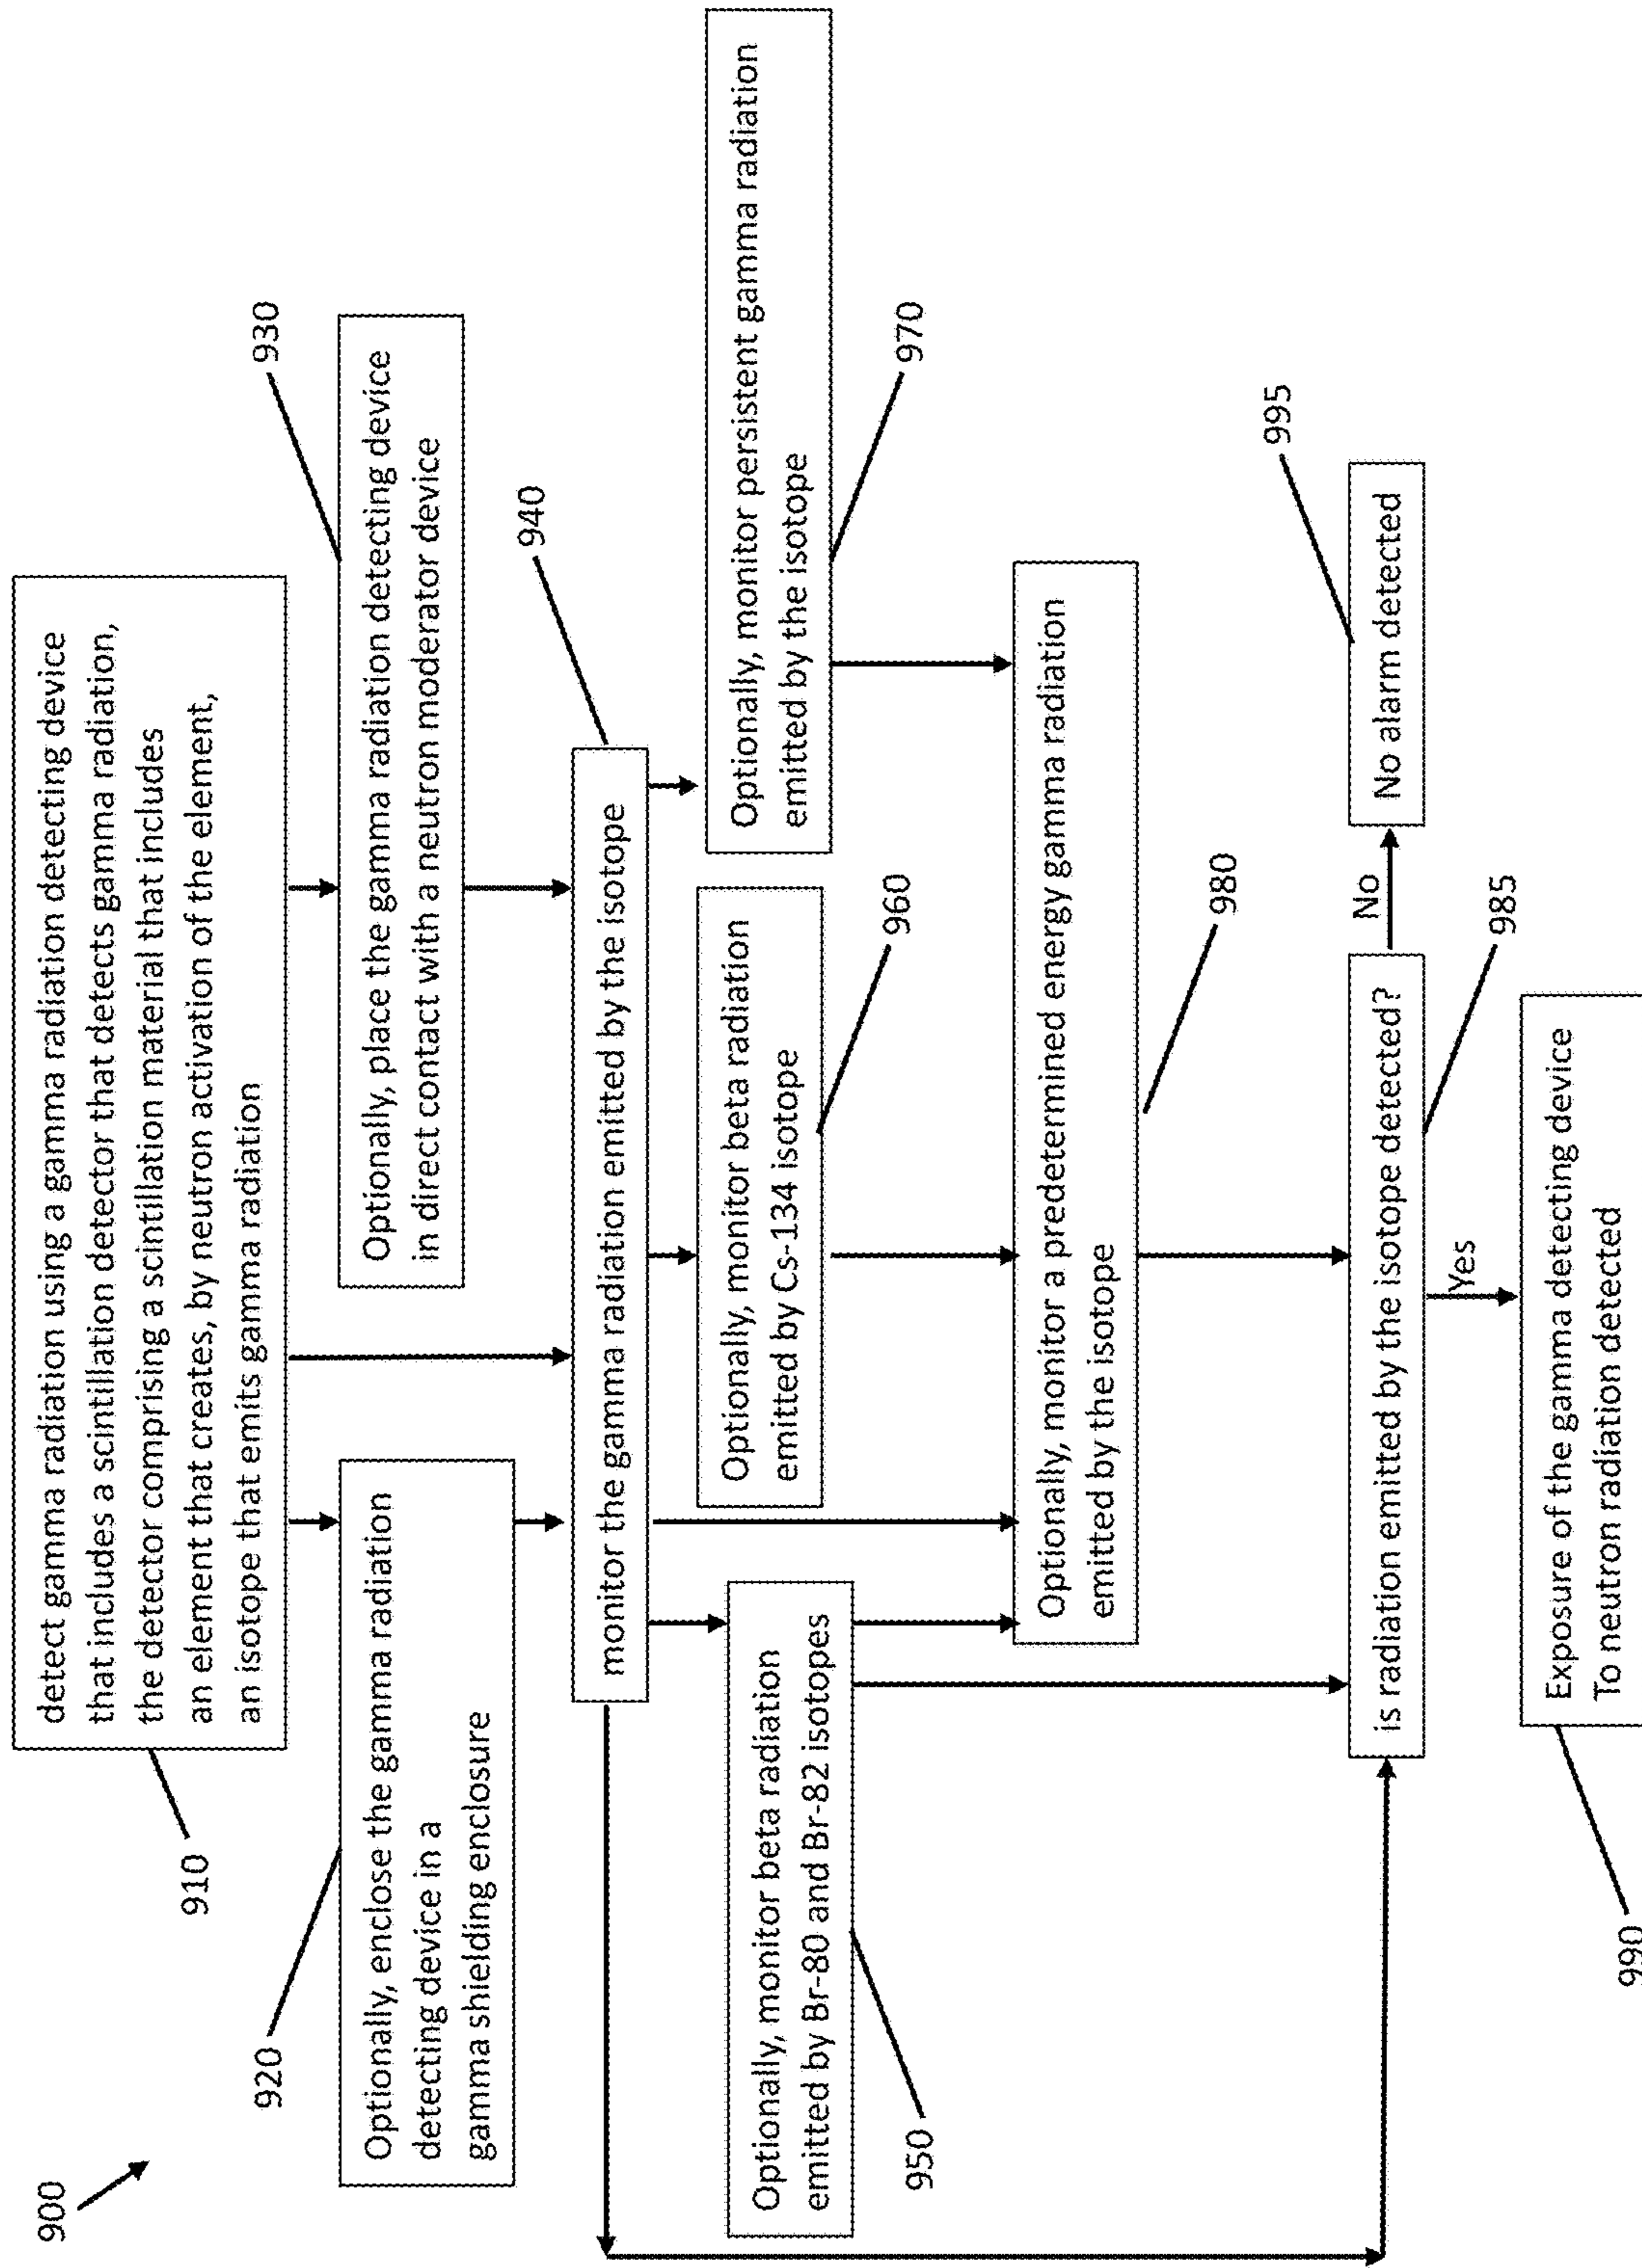 900
detect gamma radiation using a gamma radiation detecting device
that includes a scintillation detector that detects gamma radiation,
the detector comprising a scintillation material that includes
an element that creates, by neutron activation of the element,
an isotope that emits gamma radiation
910
920
Optionally, enclose the gamma radiation
detecting device in a
gamma shielding enclosure
930
Optionally, place the gamma radiation detecting device
in direct contact with a neutron moderator device
940
monitor the gamma radiation emitted by the isotope
Optionally, monitor beta radiation
emitted by Br-80 and Br-82 isotopes
950
Optionally, monitor beta radiation
emitted by Cs-134 isotope
960
Optionally, monitor persistent gamma radiation
emitted by the isotope
970
Optionally, monitor a predetermined energy gamma radiation
emitted by the isotope
980
is radiation emitted by the isotope detected?
985
No
No alarm detected
995
Yes
Exposure of the gamma detecting device
To neutron radiation detected
990